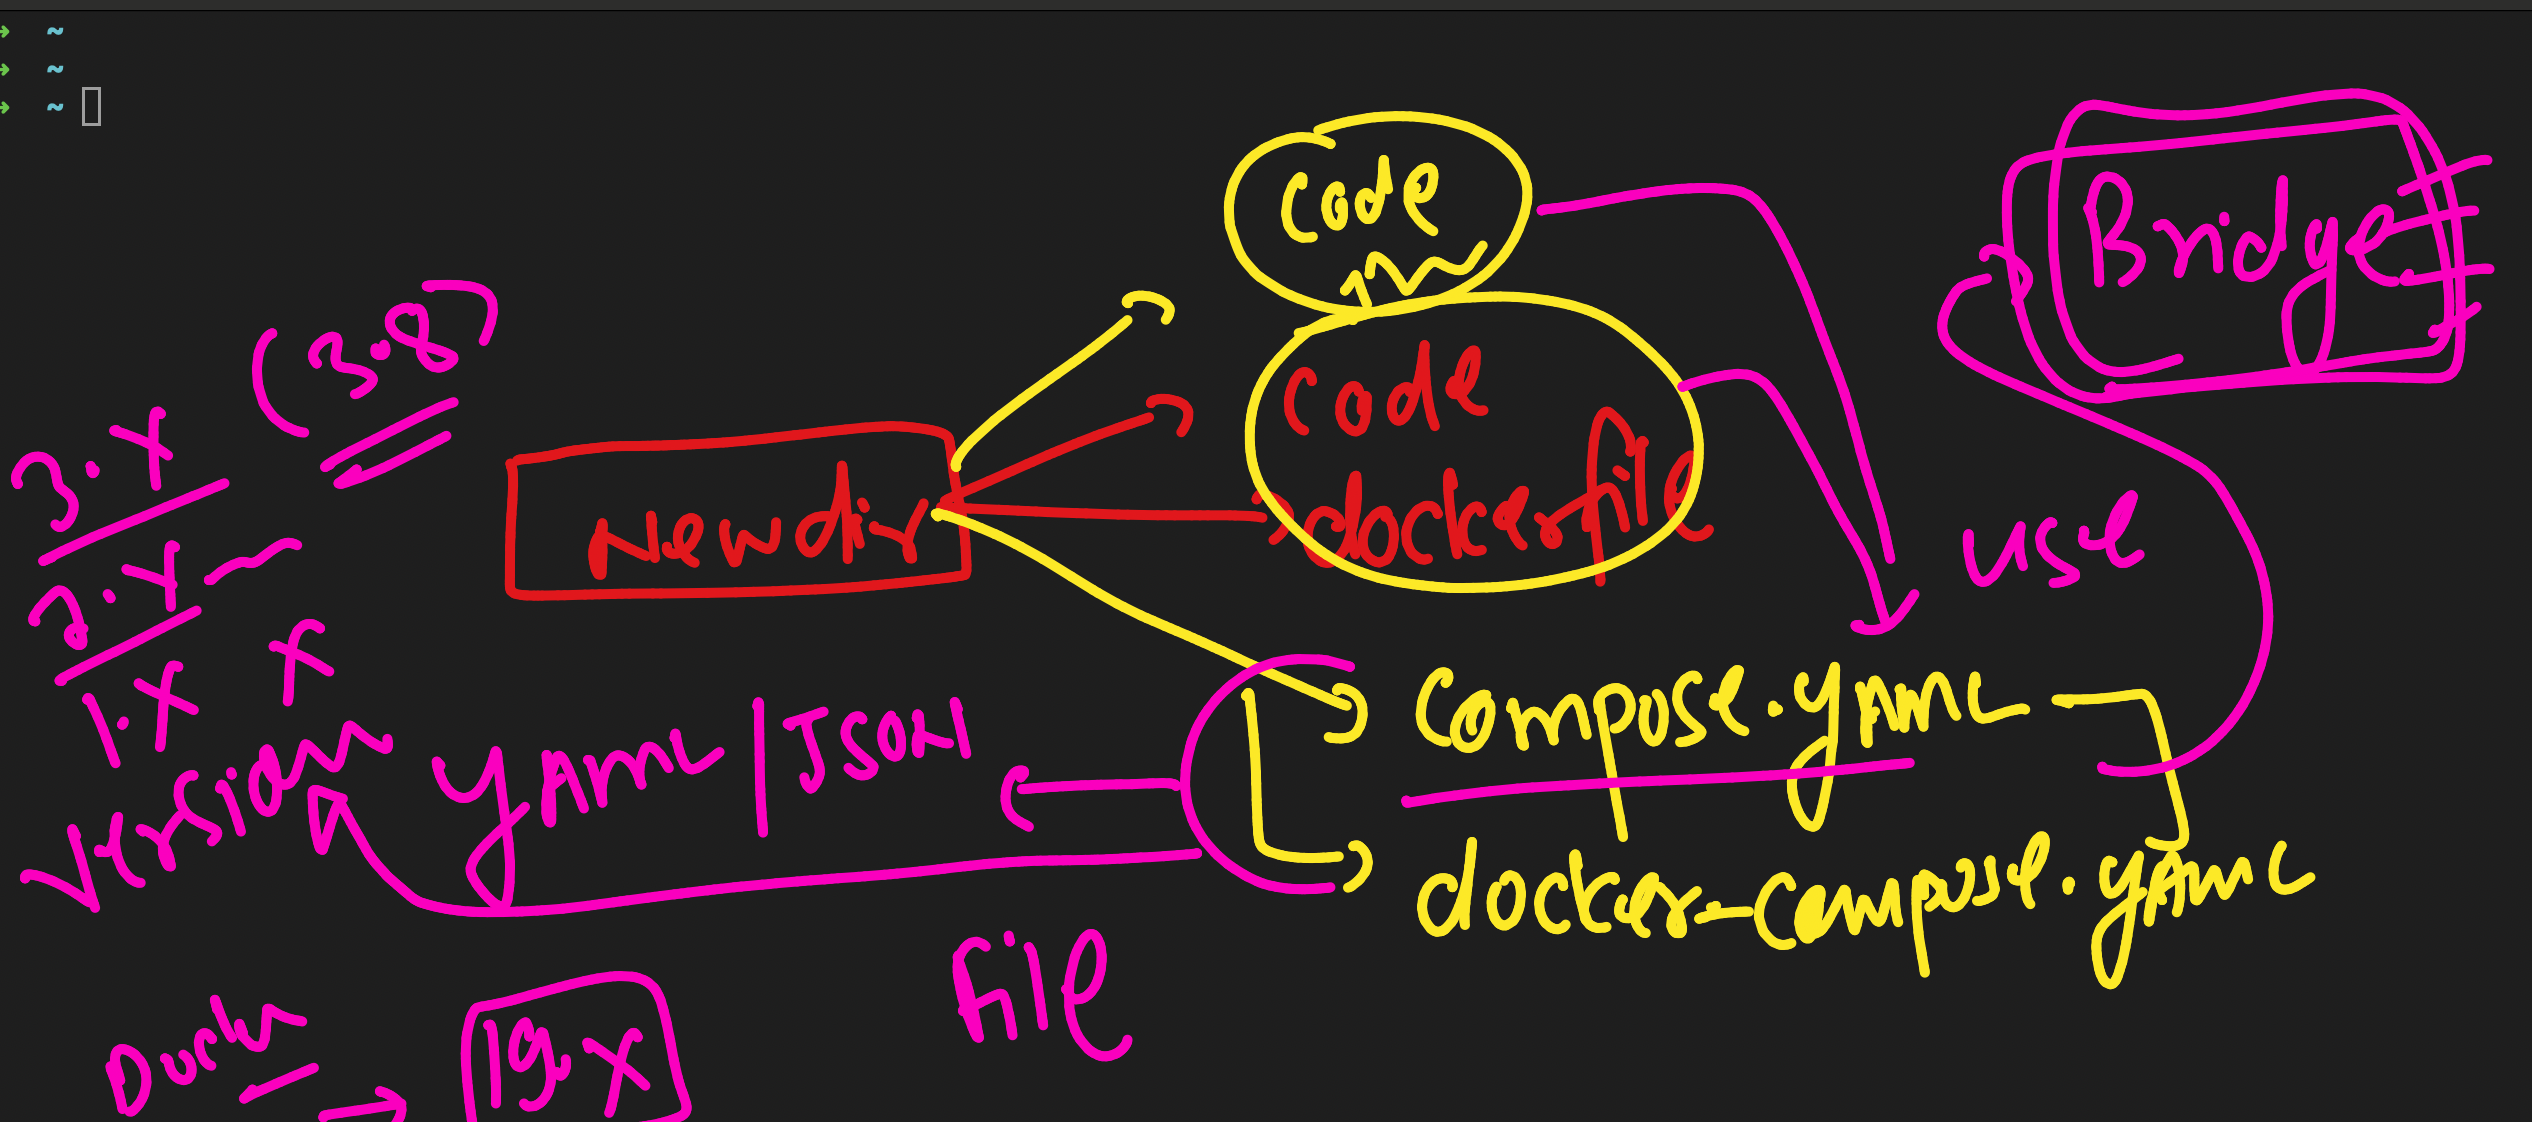 ~
~
~
Code
Bridge
(3.8)
Code
3.X
Newdir
dockerfile
2.Y
use
1.X X
compose.yAML
Version
yAML | JSON
docker-compose.yAML
file
Docker
19.X